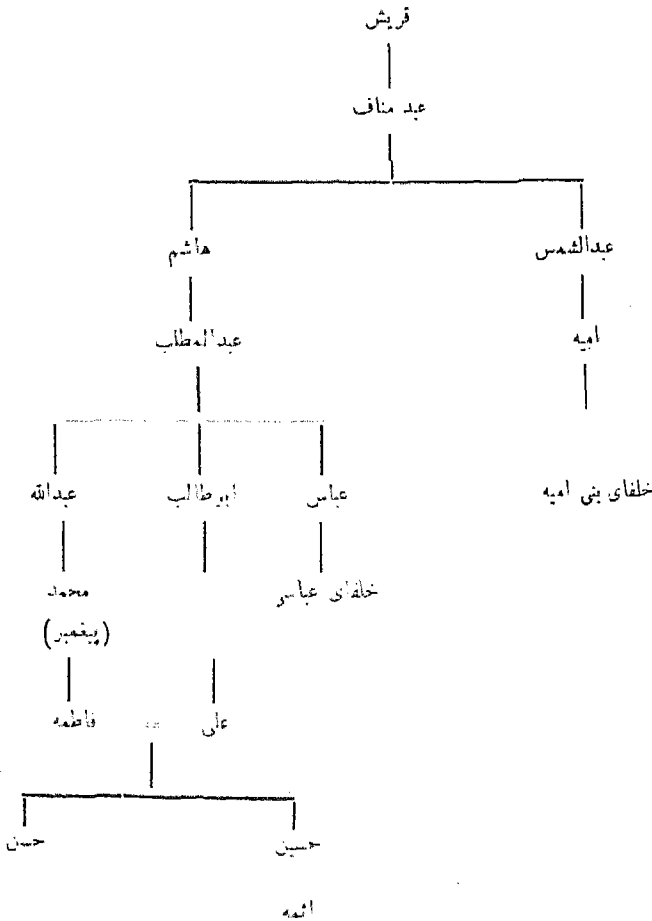 قریش
عبد مناف
عبدالشمس
هاشم
امیه
عبدالمطلب
خلفای بنی امیه
عباس
ابوطالب
عبدالله
خلفای عباسی
محمد
(پیغمبر)
علی = فاطمه
حسین
حسن
ائمه